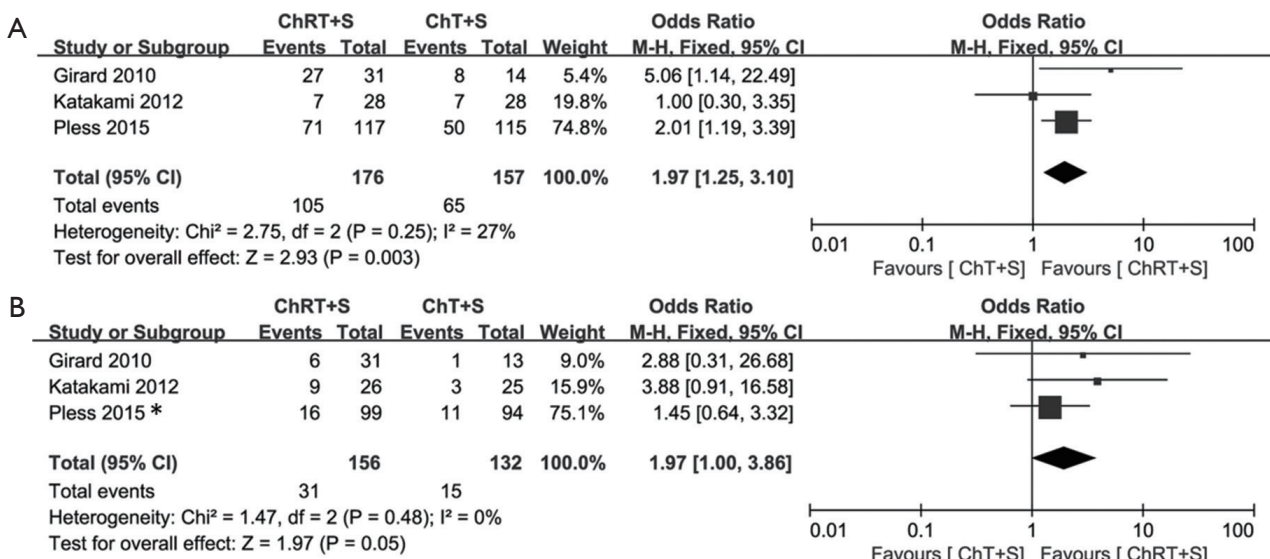 A
ChRT+S ChT+S Odds Ratio Odds Ratio
Study or Subgroup Events Total Events Total Weight M-H, Fixed, 95% CI M-H, Fixed, 95% CI
Girard 2010 27 31 8 14 5.4% 5.06 [1.14, 22.49]
Katakami 2012 7 28 7 28 19.8% 1.00 [0.30, 3.35]
Pless 2015 71 117 50 115 74.8% 2.01 [1.19, 3.39]
Total (95% CI) 176 157 100.0% 1.97 [1.25, 3.10]
Total events 105 65
Heterogeneity: Chi² = 2.75, df = 2 (P = 0.25); I² = 27%
Test for overall effect: Z = 2.93 (P = 0.003)
0.01 0.1 1 10 100
Favours [ ChT+S] Favours [ ChRT+S]
B
ChRT+S ChT+S Odds Ratio Odds Ratio
Study or Subgroup Events Total Events Total Weight M-H, Fixed, 95% CI M-H, Fixed, 95% CI
Girard 2010 6 31 1 13 9.0% 2.88 [0.31, 26.68]
Katakami 2012 9 26 3 25 15.9% 3.88 [0.91, 16.58]
Pless 2015 * 16 99 11 94 75.1% 1.45 [0.64, 3.32]
Total (95% CI) 156 132 100.0% 1.97 [1.00, 3.86]
Total events 31 15
Heterogeneity: Chi² = 1.47, df = 2 (P = 0.48); I² = 0%
Test for overall effect: Z = 1.97 (P = 0.05)
0.01 0.1 1 10 100
Favours [ ChT+S] Favours [ ChRT+S]